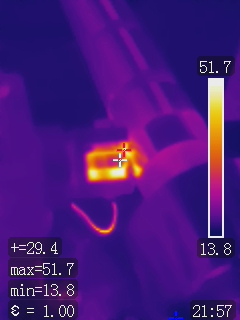 51.7
13.8
+=29.4
max=51.7
min=13.8
ε = 1.00
21:57